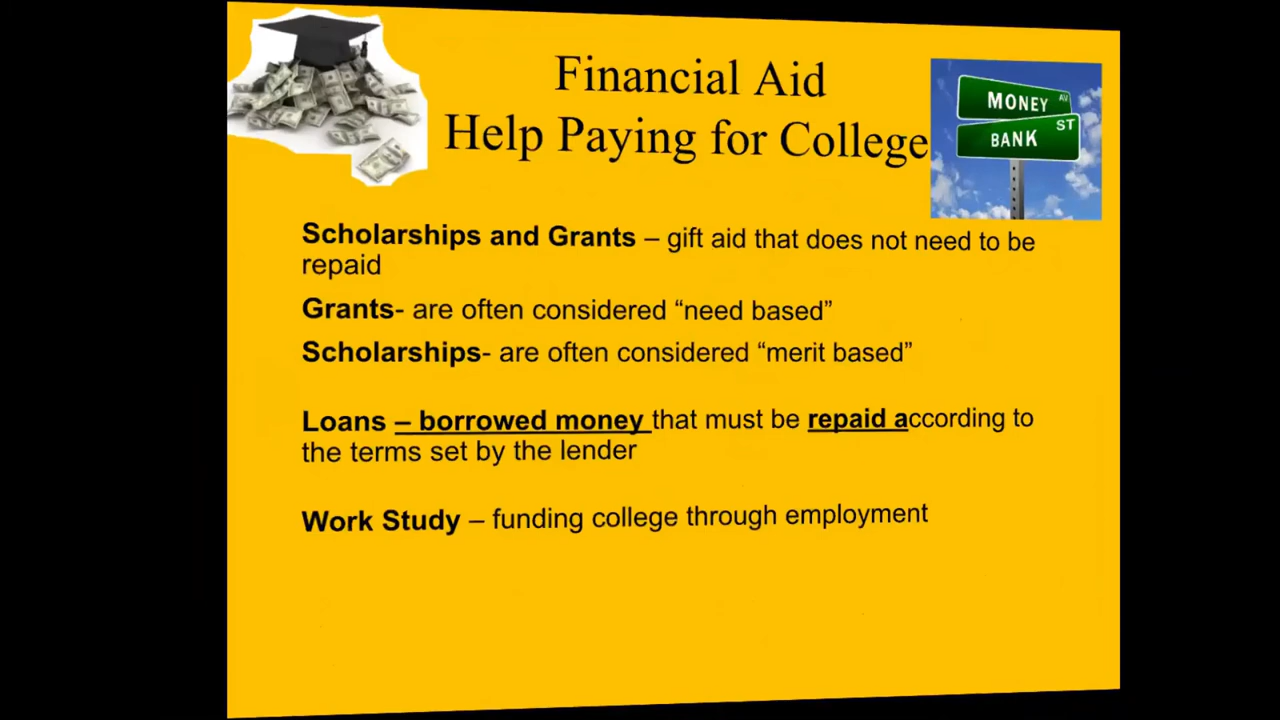 Financial Aid
Help Paying for College
MONEY AV
BANK ST
Scholarships and Grants – gift aid that does not need to be
repaid
Grants- are often considered “need based”
Scholarships- are often considered “merit based”
Loans – borrowed money that must be repaid according to
the terms set by the lender
Work Study – funding college through employment